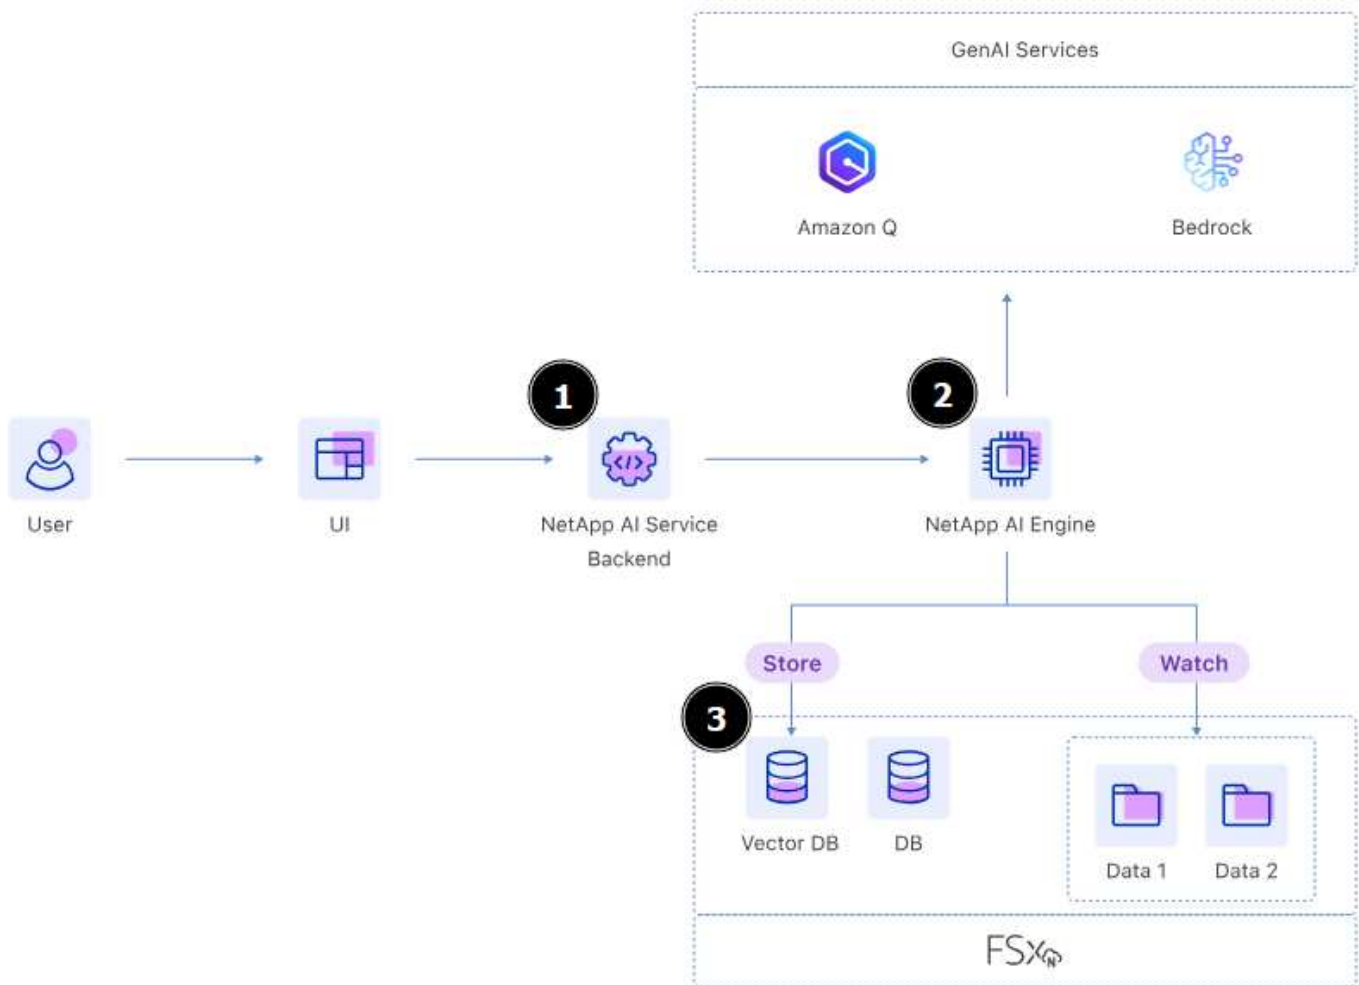 GenAI Services
Amazon Q
Bedrock
1
2
User
UI
NetApp AI Service
Backend
NetApp AI Engine
Store
Watch
3
Vector DB
DB
Data 1
Data 2
FSx
N